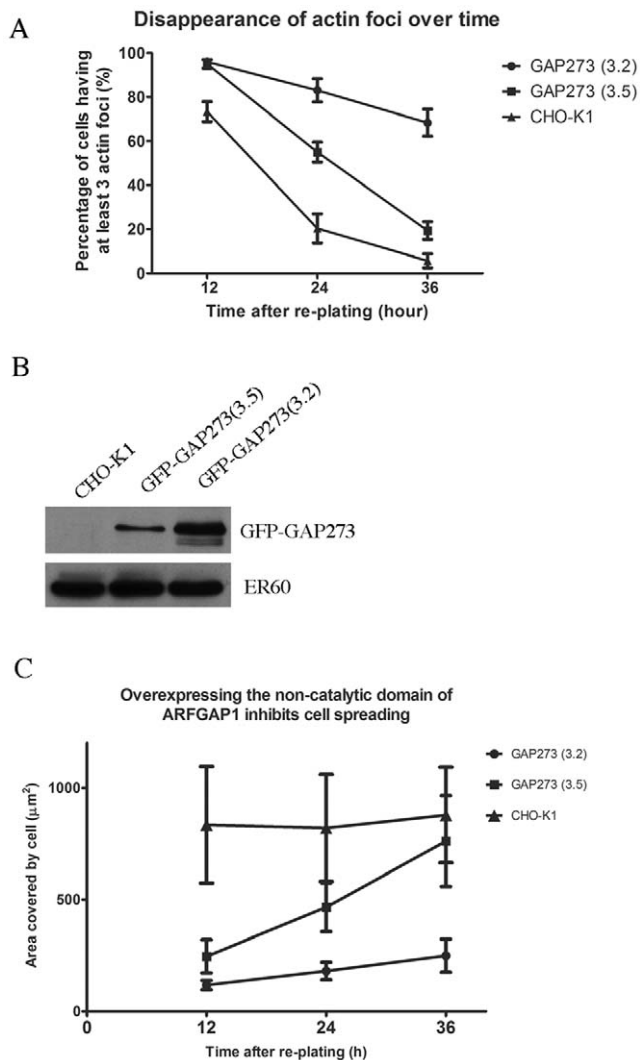 A
Disappearance of actin foci over time
Percentage of cells having
at least 3 actin foci (%)
100
80
60
40
20
0
12
24
36
Time after re-plating (hour)
GAP273 (3.2)
GAP273 (3.5)
CHO-K1
B
CHO-K1
GFP-GAP273(3.5)
GFP-GAP273(3.2)
GFP-GAP273
ER60
C
Overexpressing the non-catalytic domain of
ARFGAP1 inhibits cell spreading
Area covered by cell (μm²)
1000
500
0
0
12
24
36
Time after re-plating (h)
GAP273 (3.2)
GAP273 (3.5)
CHO-K1